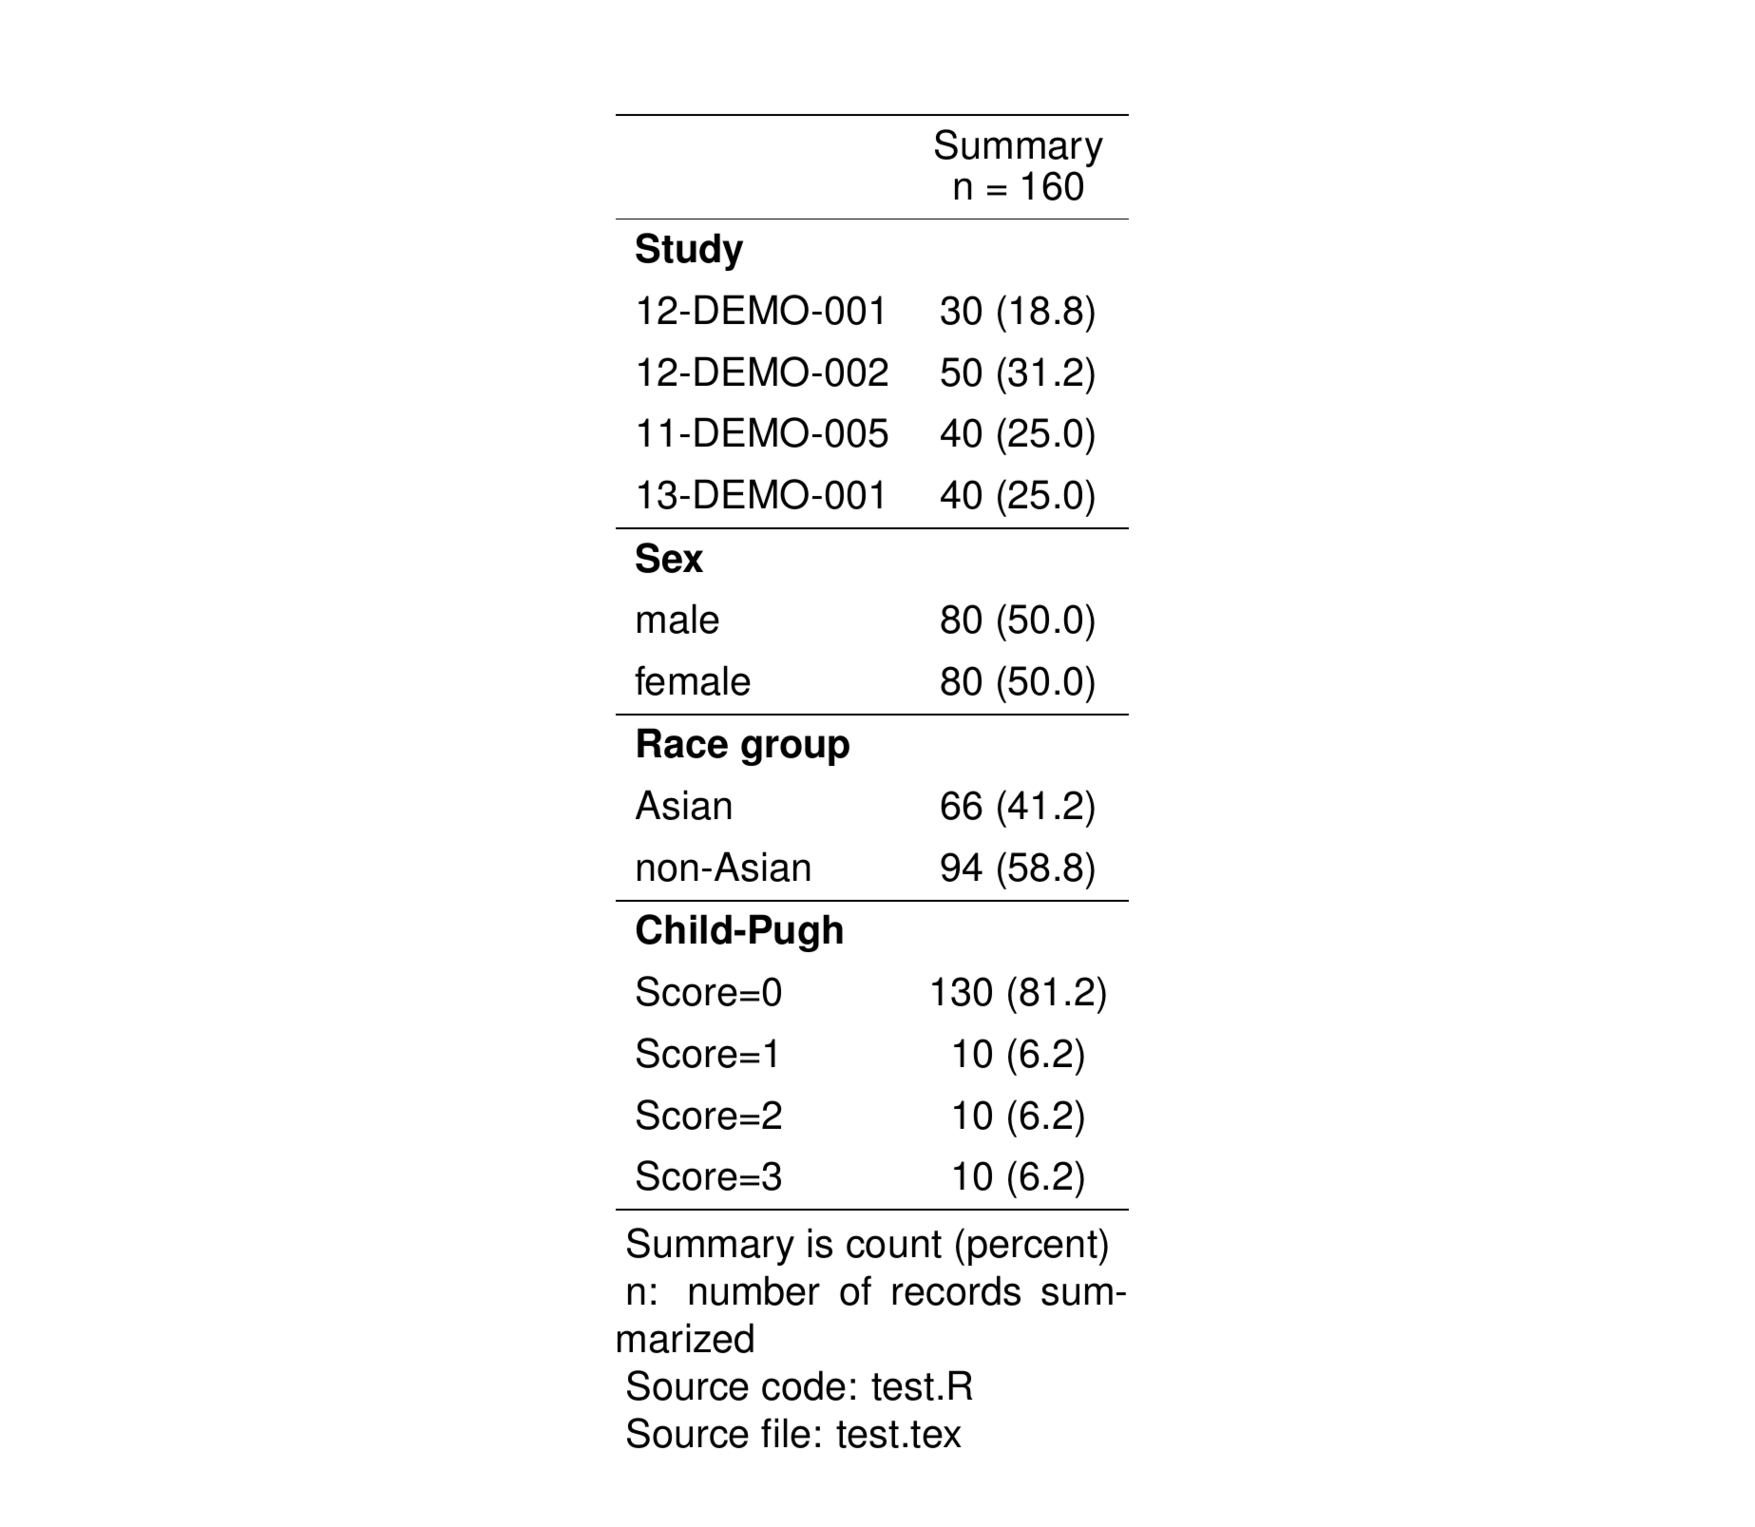 Summary
n = 160
Study
12-DEMO-001 30 (18.8)
12-DEMO-002 50 (31.2)
11-DEMO-005 40 (25.0)
13-DEMO-001 40 (25.0)
Sex
male 80 (50.0)
female 80 (50.0)
Race group
Asian 66 (41.2)
non-Asian 94 (58.8)
Child-Pugh
Score=0 130 (81.2)
Score=1 10 (6.2)
Score=2 10 (6.2)
Score=3 10 (6.2)
Summary is count (percent)
n: number of records sum-
marized
Source code: test.R
Source file: test.tex